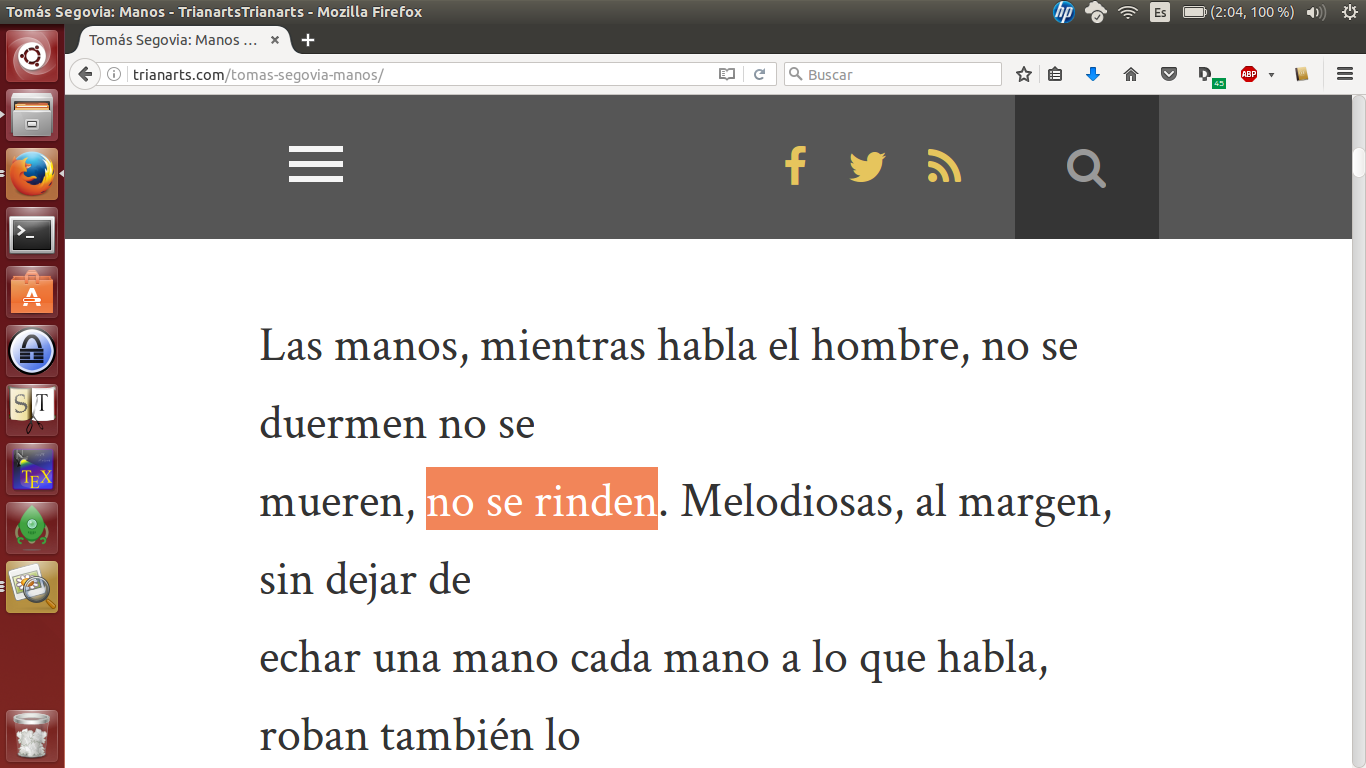 Tomás Segovia: Manos - TrianartsTrianarts - Mozilla Firefox
hp
Es
(2:04, 100 %)
Tomás Segovia: Manos ...
trianarts.com/tomas-segovia-manos/
Buscar
D
45
ABP
Las manos, mientras habla el hombre, no se
duermen no se
mueren, no se rinden. Melodiosas, al margen,
sin dejar de
echar una mano cada mano a lo que habla,
roban también lo
S T
TEX